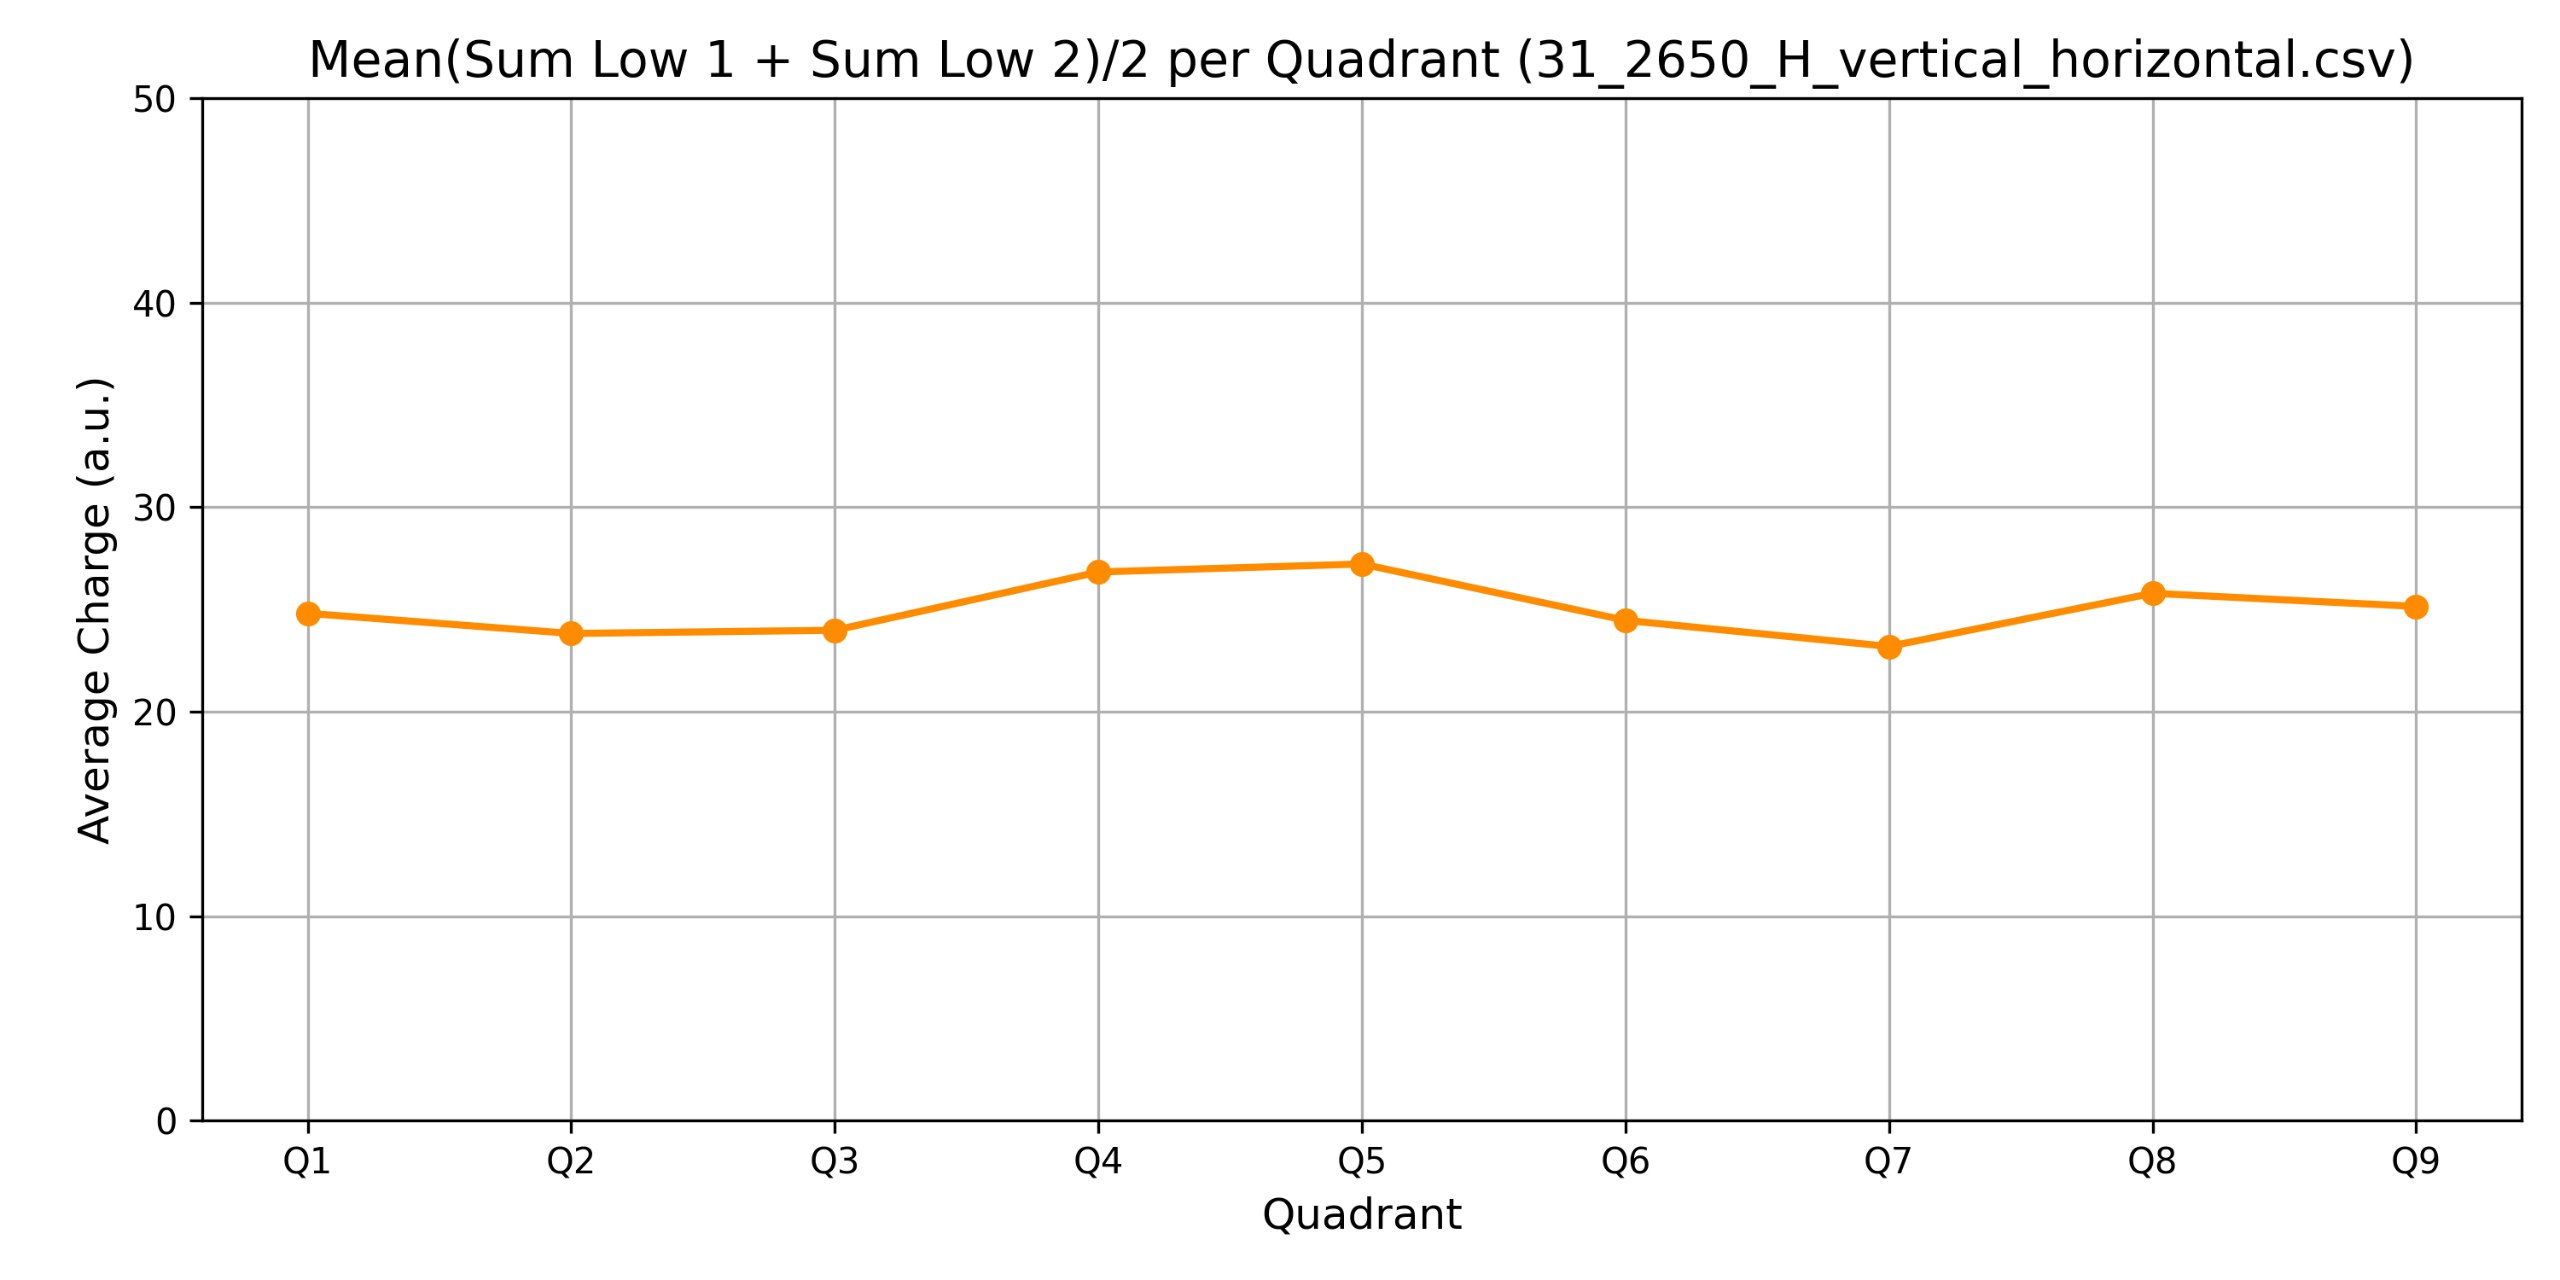 Mean(Sum Low 1 + Sum Low 2)/2 per Quadrant (31_2650_H_vertical_horizontal.csv)
50
40
30
20
10
0
Average Charge (a.u.)
Q1 Q2 Q3 Q4 Q5 Q6 Q7 Q8 Q9
Quadrant